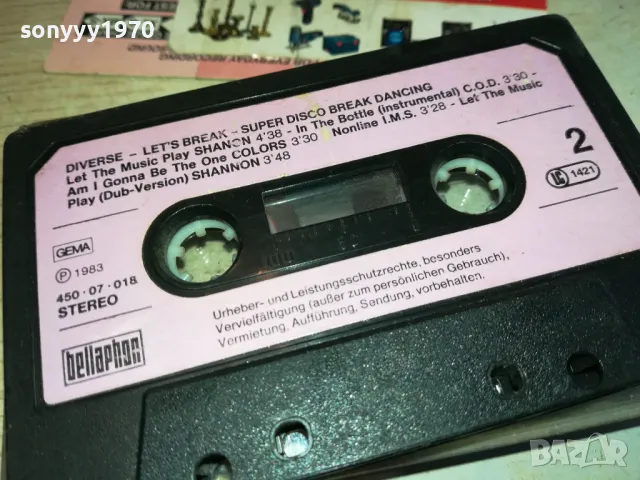 sonyyy1970
DIVERSE – LET'S BREAK – SUPER DISCO BREAK DANCING
Let The Music Play SHANON 4'38 – In The Bottle (instrumental) C.O.D. 3'30 –
Am I Gonna Be The One COLORS 3'30 Nonline I.M.S. 3'28 – Let The Music
Play (Dub-Version) SHANNON 3'48
2
LC 1421
GEMA
P 1983
450·07·018
STEREO
Urheber- und Leistungsschutzrechte, besonders
Vervielfältigung (außer zum persönlichen Gebrauch),
Vermietung, Aufführung, Sendung, vorbehalten.
bellaphon
BAZAR